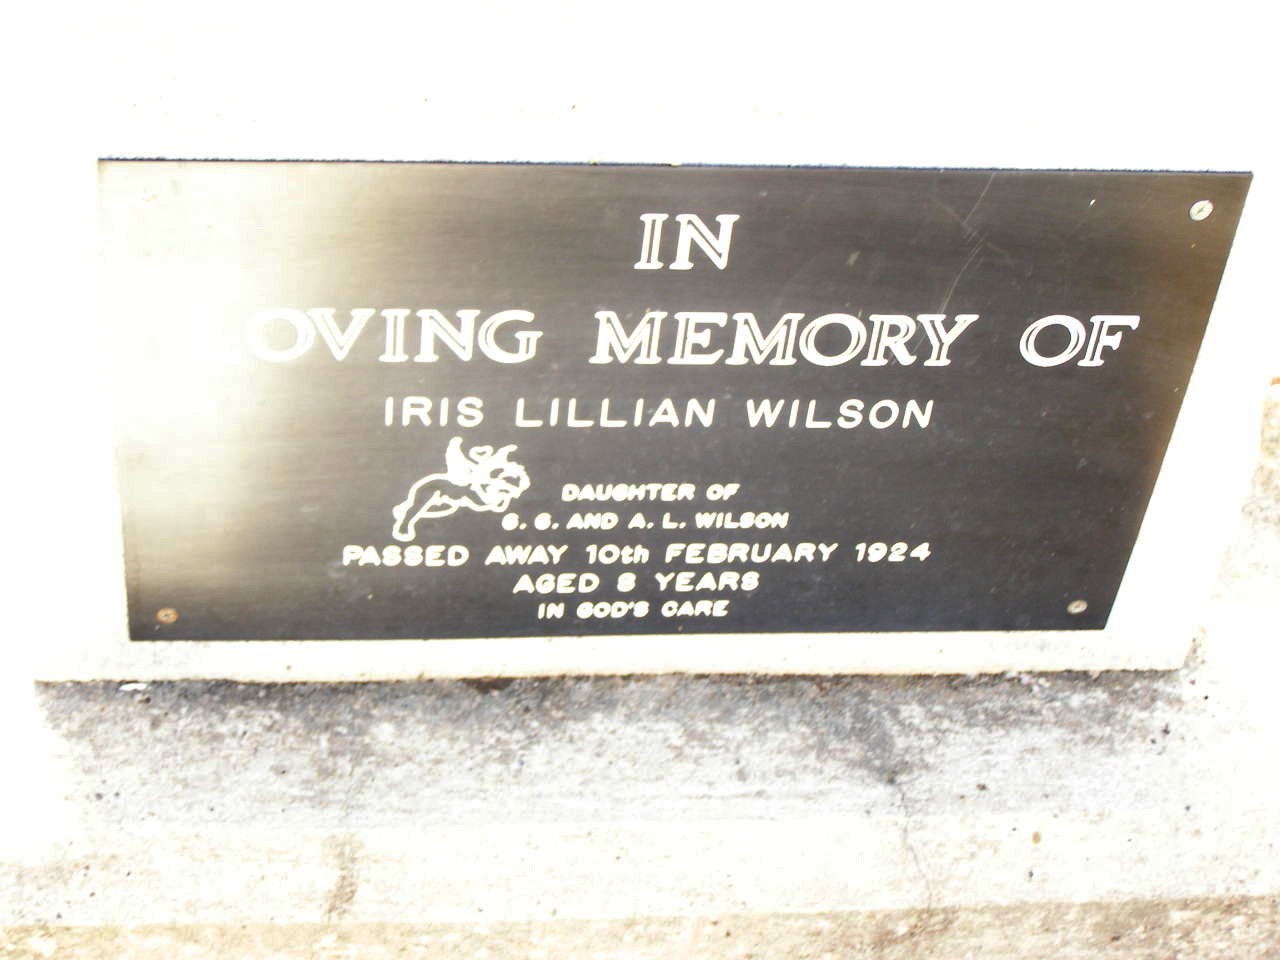 IN
LOVING MEMORY OF
IRIS LILLIAN WILSON
DAUGHTER OF
AND A. L. WILSON
PASSED AWAY 10th FEBRUARY 1924
AGED 8 YEARS
IN GOD'S CARE